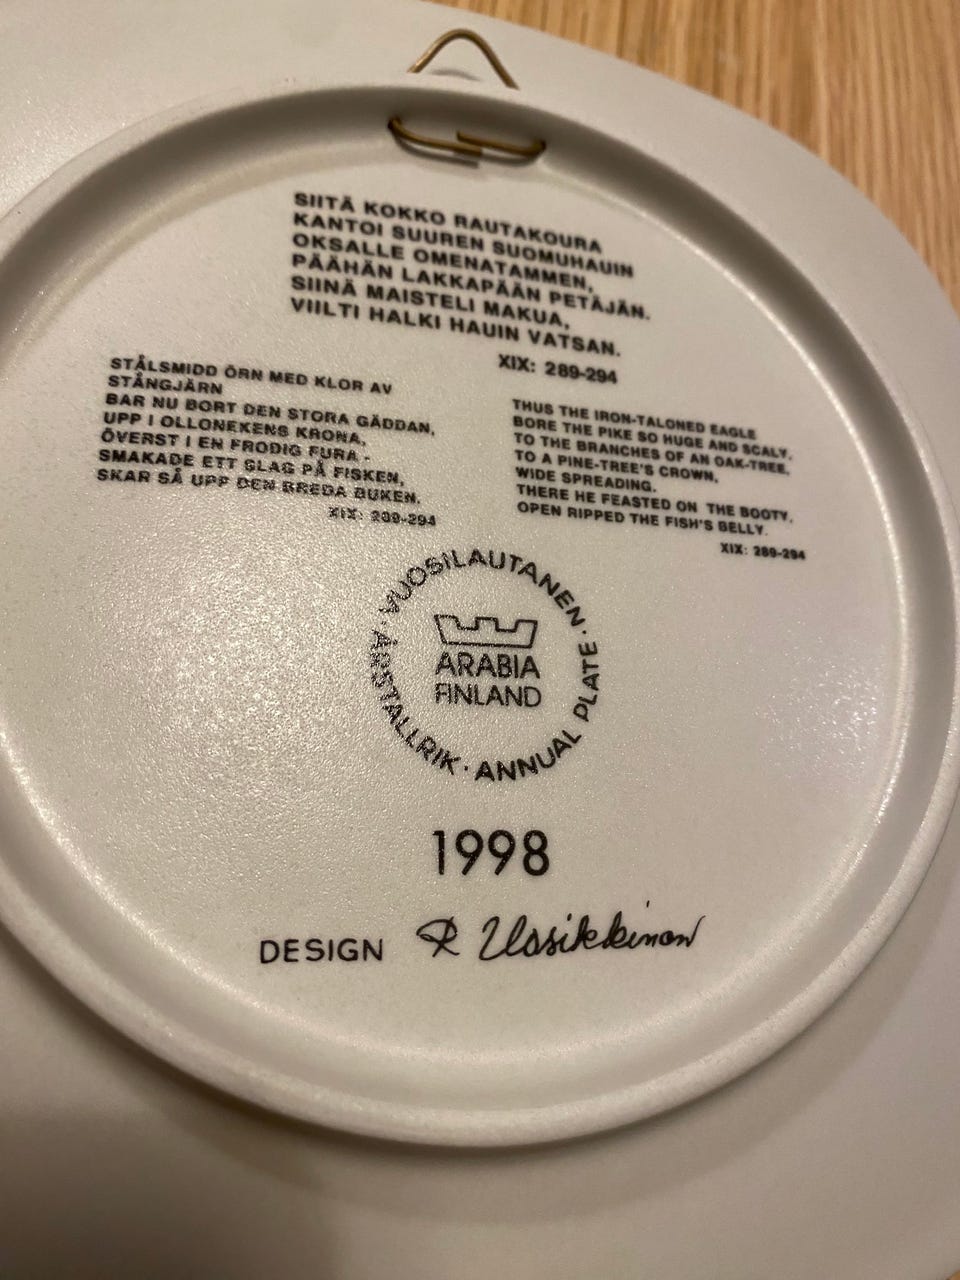 SIITÄ KOKKO RAUTAKOURA
KANTOI SUUREN SUOMUHAUIN
OKSALLE OMENATAMMEN,
PÄÄHÄN LAKKAPÄÄN PETÄJÄN.
SIINÄ MAISTELI MAKUA,
VIILTI HALKI HAUIN VATSAN.
XIX: 289-294
STÅLSMIDD ÖRN MED KLOR AV
STÅNGJÄRN
BAR NU BORT DEN STORA GÄDDAN,
UPP I OLLONEKENS KRONA,
ÖVERST I EN FRODIG FURA -
SMAKADE ETT SLAG PÅ FISKEN,
SKAR SÅ UPP DEN BREDA BUKEN.
XIX: 289-294
THUS THE IRON-TALONED EAGLE
BORE THE PIKE SO HUGE AND SCALY,
TO THE BRANCHES OF AN OAK-TREE,
TO A PINE-TREE'S CROWN,
WIDE SPREADING.
THERE HE FEASTED ON THE BOOTY,
OPEN RIPPED THE FISH'S BELLY.
XIX: 289-294
VUOSILAUTANEN · ANNUAL PLATE · ÅRSTALLRIK ·
ARABIA
FINLAND
1998
DESIGN R Uosikkinen